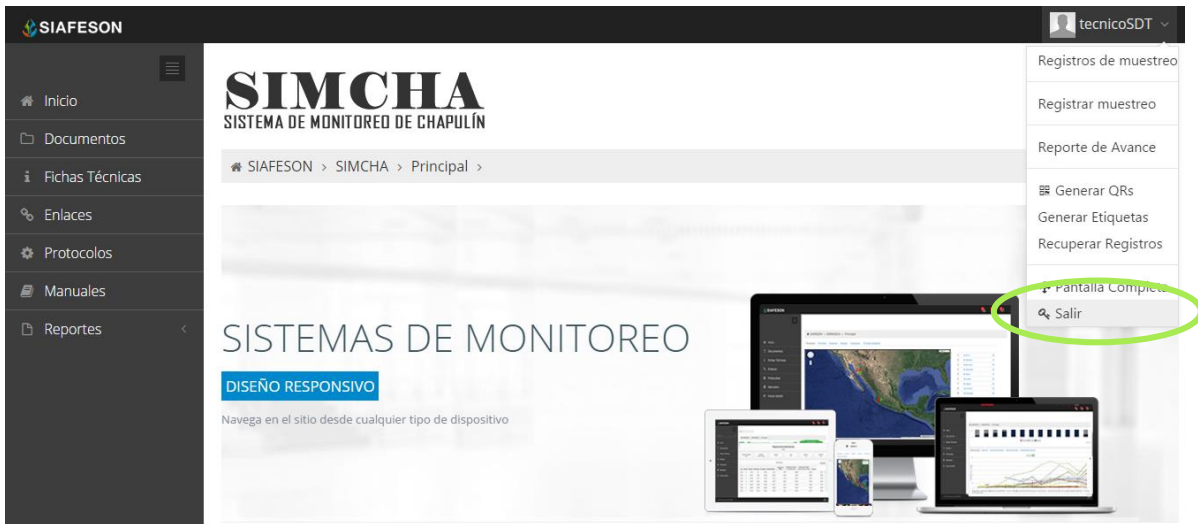 SIAFESON
tecnicoSDT
Inicio
Documentos
Fichas Técnicas
Enlaces
Protocolos
Manuales
Reportes
SIMCHA
SISTEMA DE MONITOREO DE CHAPULÍN
SIAFESON > SIMCHA > Principal >
Registros de muestreo
Registrar muestreo
Reporte de Avance
Generar QRs
Generar Etiquetas
Recuperar Registros
Pantalla Completa
Salir
SISTEMAS DE MONITOREO
DISEÑO RESPONSIVO
Navega en el sitio desde cualquier tipo de dispositivo